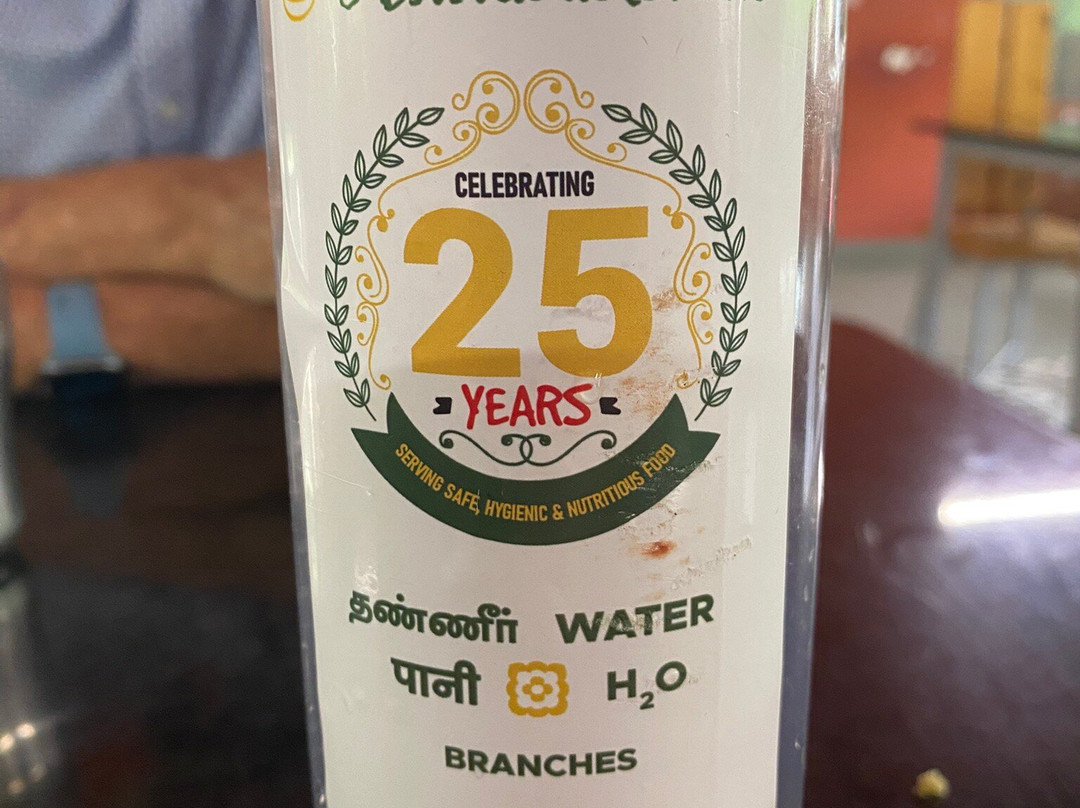 CELEBRATING
25
YEARS
SERVING SAFE, HYGIENIC & NUTRITIOUS FOOD
தண்ணீர் WATER
पानी H₂O
BRANCHES